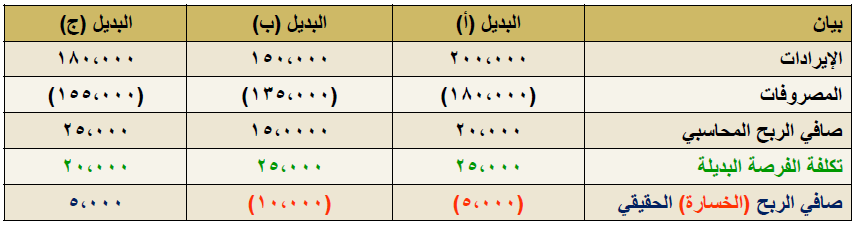 بيان البديل (أ) البديل (ب) البديل (ج)
الإيرادات ٢٠٠،٠٠٠ ١٥٠،٠٠٠ ١٨٠،٠٠٠
المصروفات (١٨٠،٠٠٠) (١٣٥،٠٠٠) (١٥٥،٠٠٠)
صافي الربح المحاسبي ٢٠،٠٠٠ ١٥،٠٠٠٠ ٢٥،٠٠٠
تكلفة الفرصة البديلة ٢٥،٠٠٠ ٢٥،٠٠٠ ٢٠،٠٠٠
صافي الربح (الخسارة) الحقيقي (٥،٠٠٠) (١٠،٠٠٠) ٥،٠٠٠